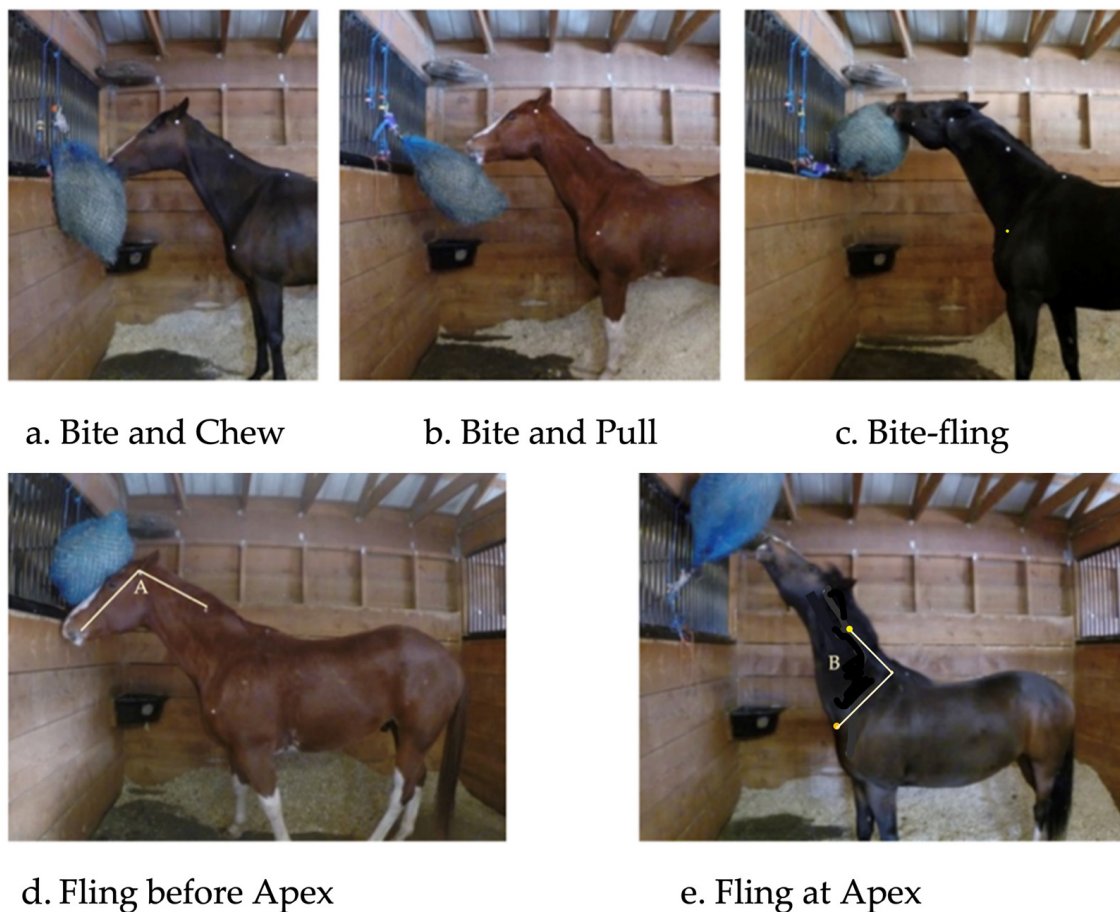 a. Bite and Chew
b. Bite and Pull
c. Bite-fling
A
B
d. Fling before Apex
e. Fling at Apex